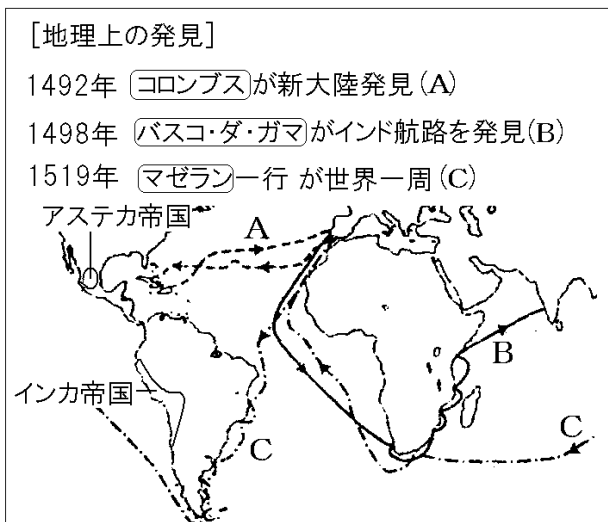 [地理上の発見]
1492年 コロンブスが新大陸発見(A)
1498年 バスコ・ダ・ガマがインド航路を発見(B)
1519年 マゼラン一行 が世界一周(C)
アステカ帝国
A
B
インカ帝国
C
C